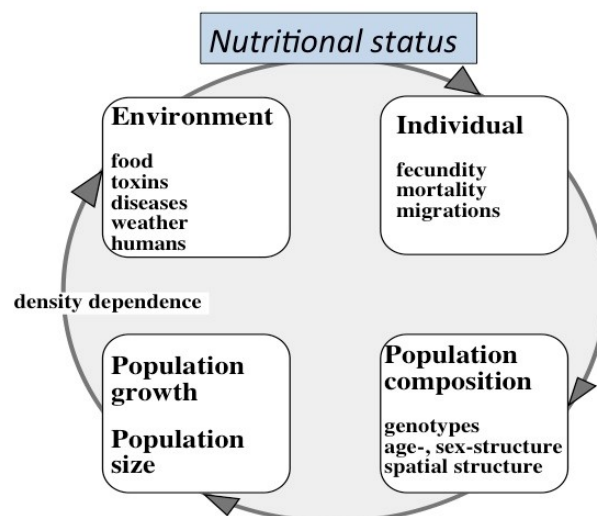 Nutritional status
Environment
food
toxins
diseases
weather
humans
Individual
fecundity
mortality
migrations
density dependence
Population
growth
Population
size
Population
composition
genotypes
age-, sex-structure
spatial structure